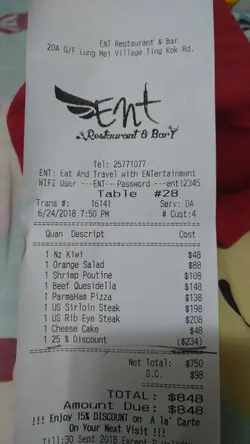 ENT Restaurant & Bar
20A G/F Lung Mei Village Ting Kok Rd.
Ent
Restaurant & Bar
Tel: 25771077
ENT: Eat And Travel with ENTertainment
WIFI User ---ENT-- Password ---ent12345
Table #28
Trans #: 16141 Serv: DA
6/24/2018 7:50 PM # Cust:4
Quan Descript Cost
1 Nz Kiwi $48
1 Orange Salad $88
1 Shrimp Poutine $108
1 Beef Quesidella $148
1 ParmaHam Pizza $138
1 US Sirloin Steak $198
1 US Rib Eye Steak $208
1 Cheese Cake $48
1 25 % Discount ($234)
Net Total: $750
S.C. $98
TOTAL: $848
Amount Due: $848
!!! Enjoy 15% DISCOUNT on A la' Carte
On Your Next Visit !!!
Till:30 Sept 2018